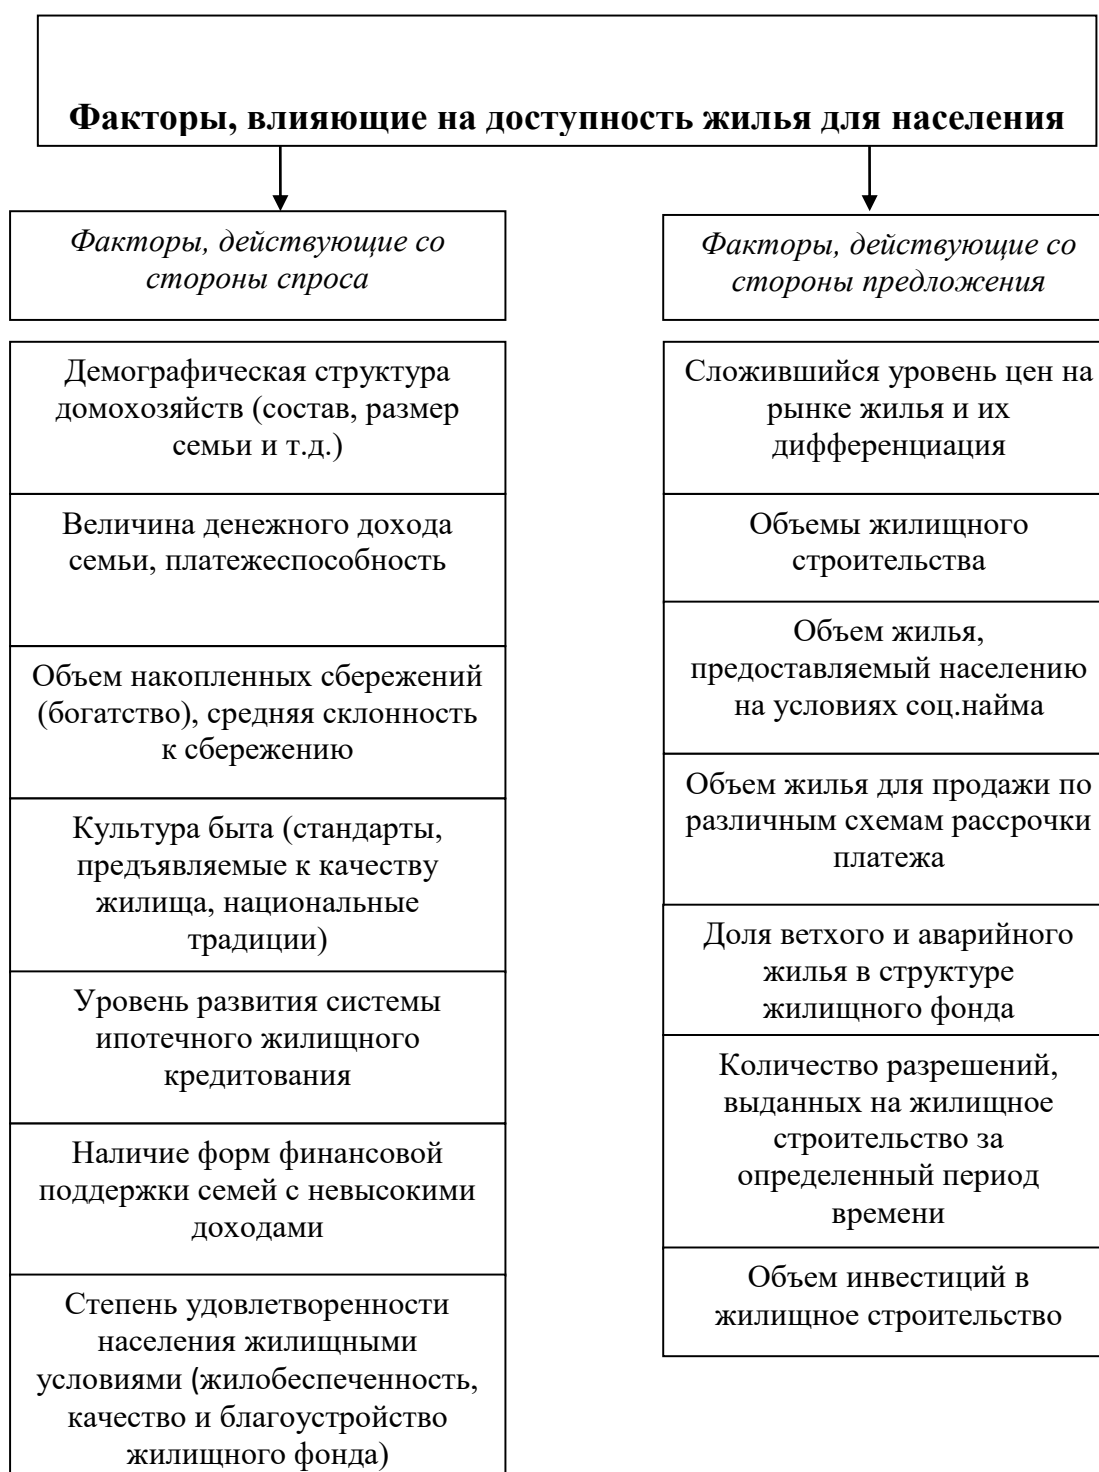 Факторы, влияющие на доступность жилья для населения
Факторы, действующие со
стороны спроса
Демографическая структура
домохозяйств (состав, размер
семьи и т.д.)
Величина денежного дохода
семьи, платежеспособность
Объем накопленных сбережений
(богатство), средняя склонность
к сбережению
Культура быта (стандарты,
предъявляемые к качеству
жилища, национальные
традиции)
Уровень развития системы
ипотечного жилищного
кредитования
Наличие форм финансовой
поддержки семей с невысокими
доходами
Степень удовлетворенности
населения жилищными
условиями (жилобеспеченность,
качество и благоустройство
жилищного фонда)
Факторы, действующие со
стороны предложения
Сложившийся уровень цен на
рынке жилья и их
дифференциация
Объемы жилищного
строительства
Объем жилья,
предоставляемый населению
на условиях соц.найма
Объем жилья для продажи по
различным схемам рассрочки
платежа
Доля ветхого и аварийного
жилья в структуре
жилищного фонда
Количество разрешений,
выданных на жилищное
строительство за
определенный период
времени
Объем инвестиций в
жилищное строительство